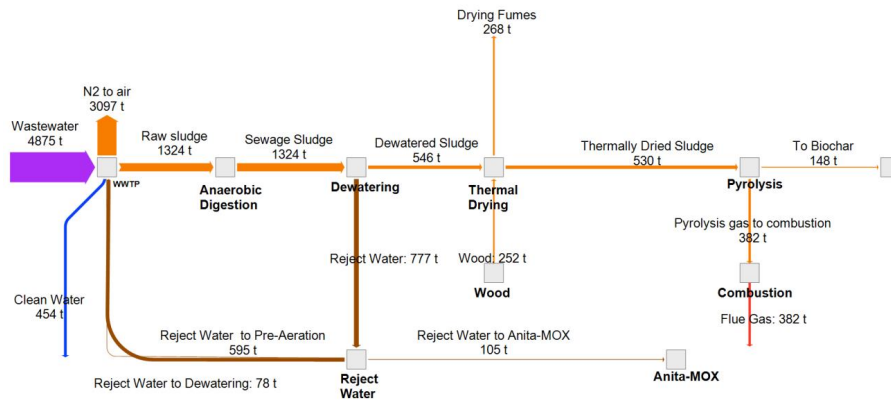 Drying Fumes
268 t
N2 to air
3097 t
Wastewater
4875 t
Raw sludge
1324 t
Sewage Sludge
1324 t
Dewatered Sludge
546 t
Thermally Dried Sludge
530 t
To Biochar
148 t
WWTP
Anaerobic
Digestion
Dewatering
Thermal
Drying
Pyrolysis
Pyrolysis gas to combustion
382 t
Reject Water: 777 t
Wood: 252 t
Wood
Combustion
Clean Water
454 t
Flue Gas: 382 t
Reject Water to Pre-Aeration
595 t
Reject Water to Anita-MOX
105 t
Reject Water to Dewatering: 78 t
Reject
Water
Anita-MOX